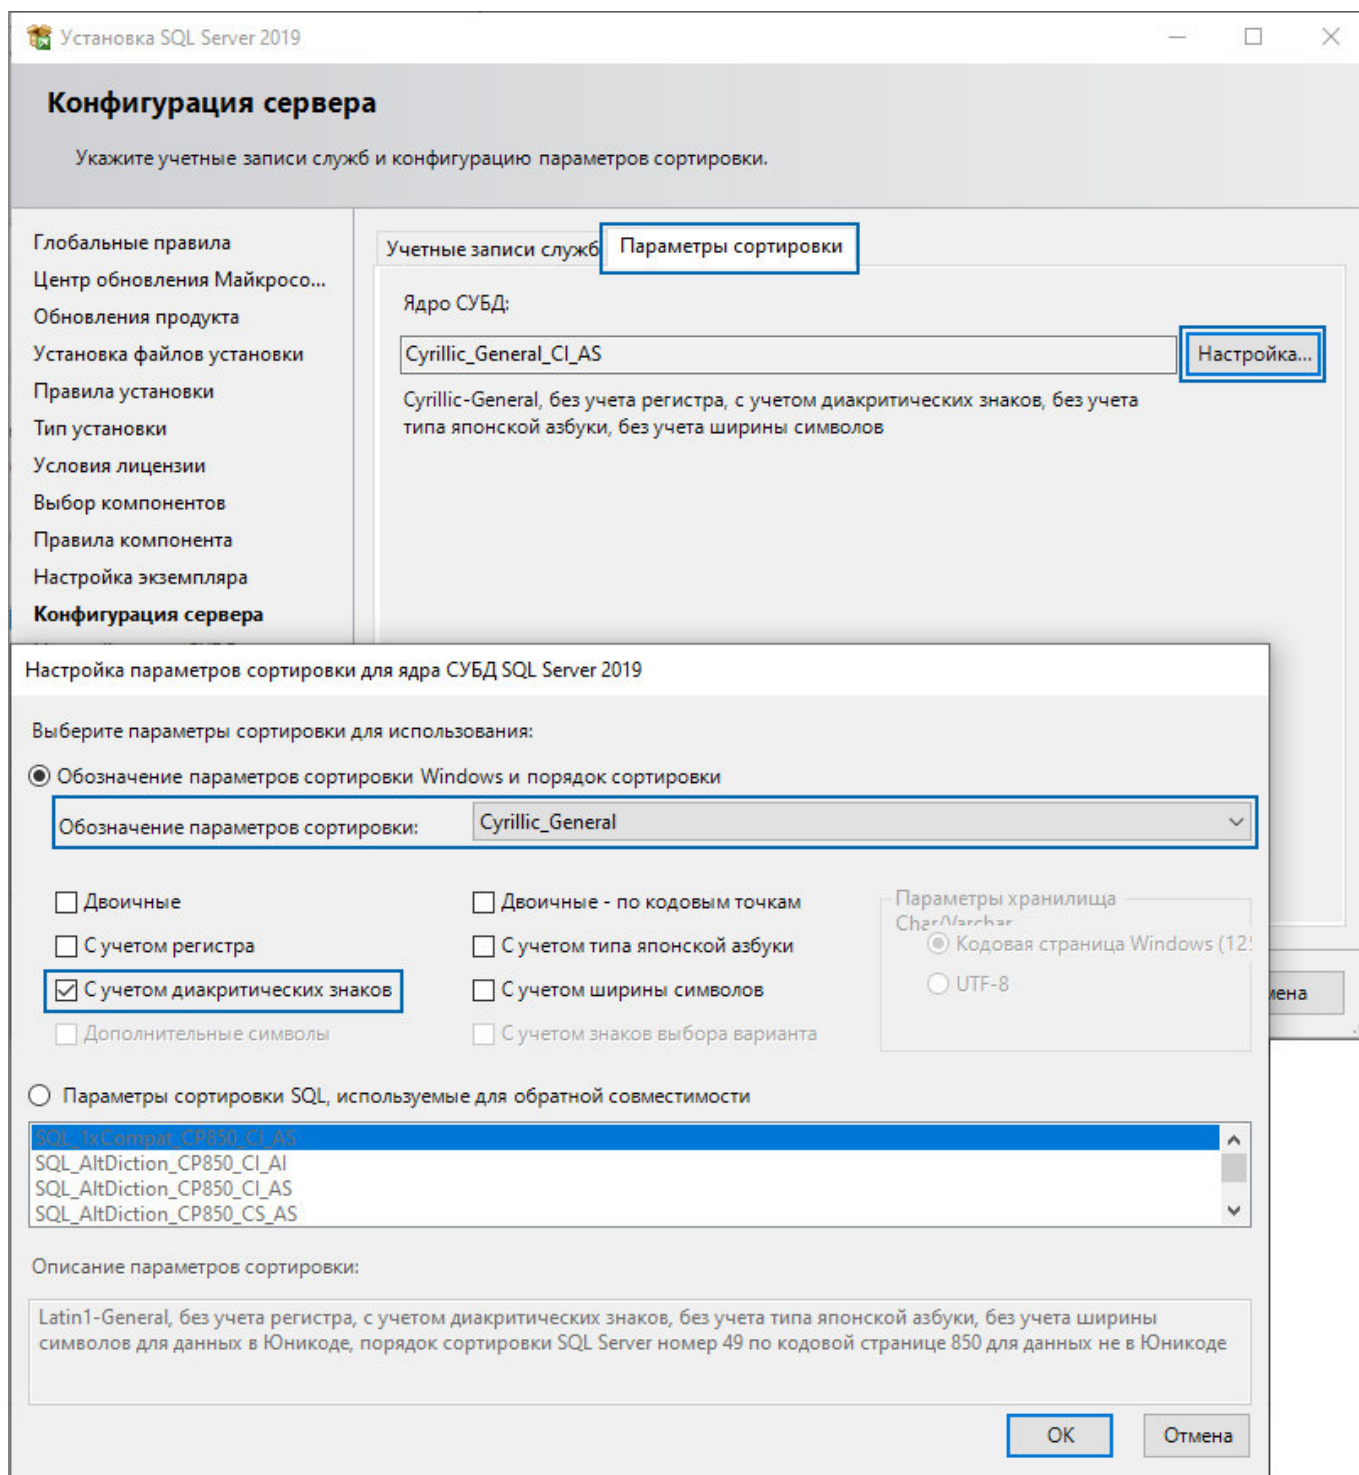 Установка SQL Server 2019
Конфигурация сервера
Укажите учетные записи служб и конфигурацию параметров сортировки.
Глобальные правила
Центр обновления Майкросо...
Обновления продукта
Установка файлов установки
Правила установки
Тип установки
Условия лицензии
Выбор компонентов
Правила компонента
Настройка экземпляра
Конфигурация сервера
Учетные записи служб
Параметры сортировки
Ядро СУБД:
Cyrillic_General_CI_AS
Настройка...
Cyrillic-General, без учета регистра, с учетом диакритических знаков, без учета
типа японской азбуки, без учета ширины символов
Настройка параметров сортировки для ядра СУБД SQL Server 2019
Выберите параметры сортировки для использования:
Обозначение параметров сортировки Windows и порядок сортировки
Обозначение параметров сортировки:
Cyrillic_General
Двоичные
С учетом регистра
С учетом диакритических знаков
Дополнительные символы
Двоичные - по кодовым точкам
С учетом типа японской азбуки
С учетом ширины символов
С учетом знаков выбора варианта
Параметры хранилища
Char/Varchar
Кодовая страница Windows (12
UTF-8
мена
Параметры сортировки SQL, используемые для обратной совместимости
SQL_1xCompat_CP850_CI_AS
SQL_AltDiction_CP850_CI_AI
SQL_AltDiction_CP850_CI_AS
SQL_AltDiction_CP850_CS_AS
Описание параметров сортировки:
Latin1-General, без учета регистра, с учетом диакритических знаков, без учета типа японской азбуки, без учета ширины
символов для данных в Юникоде, порядок сортировки SQL Server номер 49 по кодовой странице 850 для данных не в Юникоде
OK
Отмена